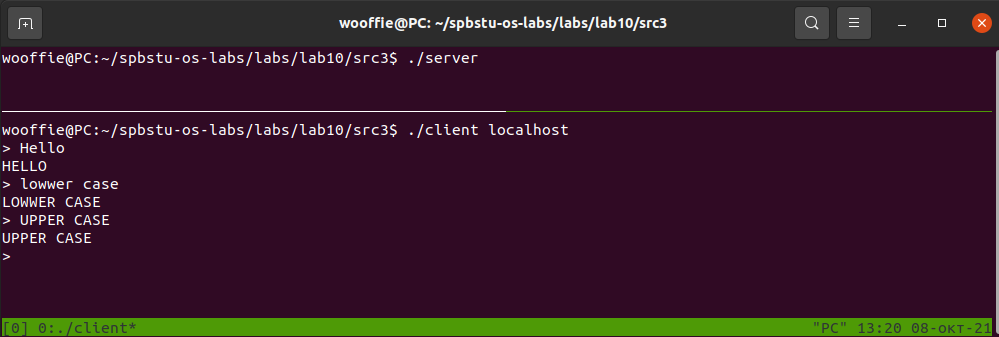 wooffie@PC: ~/spbstu-os-labs/labs/lab10/src3
wooffie@PC:~/spbstu-os-labs/labs/lab10/src3$ ./server
wooffie@PC:~/spbstu-os-labs/labs/lab10/src3$ ./client localhost
> Hello
HELLO
> lowwer case
LOWWER CASE
> UPPER CASE
UPPER CASE
>
[0] 0:./client* "PC" 13:20 08-окт-21